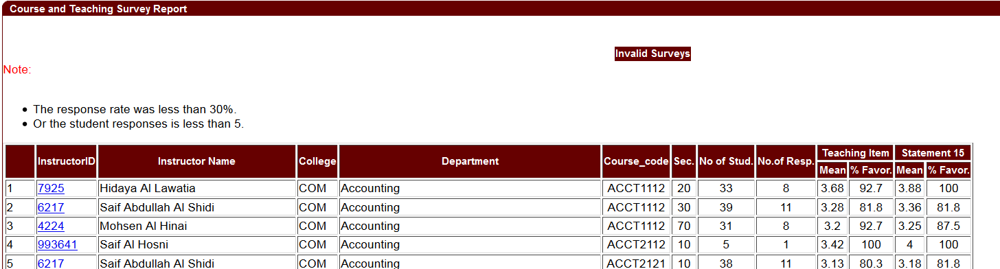 Course and Teaching Survey Report
Invalid Surveys
Note:
The response rate was less than 30%.
Or the student responses is less than 5.
InstructorID Instructor Name College Department Course_code Sec. No of Stud. No.of Resp. Teaching Item Statement 15
Mean % Favor. Mean % Favor.
1 7925 Hidaya Al Lawatia COM Accounting ACCT1112 20 33 8 3.68 92.7 3.88 100
2 6217 Saif Abdullah Al Shidi COM Accounting ACCT1112 30 39 11 3.28 81.8 3.36 81.8
3 4224 Mohsen Al Hinai COM Accounting ACCT1112 70 31 8 3.2 92.7 3.25 87.5
4 993641 Saif Al Hosni COM Accounting ACCT2112 10 5 1 3.42 100 4 100
5 6217 Saif Abdullah Al Shidi COM Accounting ACCT2121 10 38 11 3.13 80.3 3.18 81.8